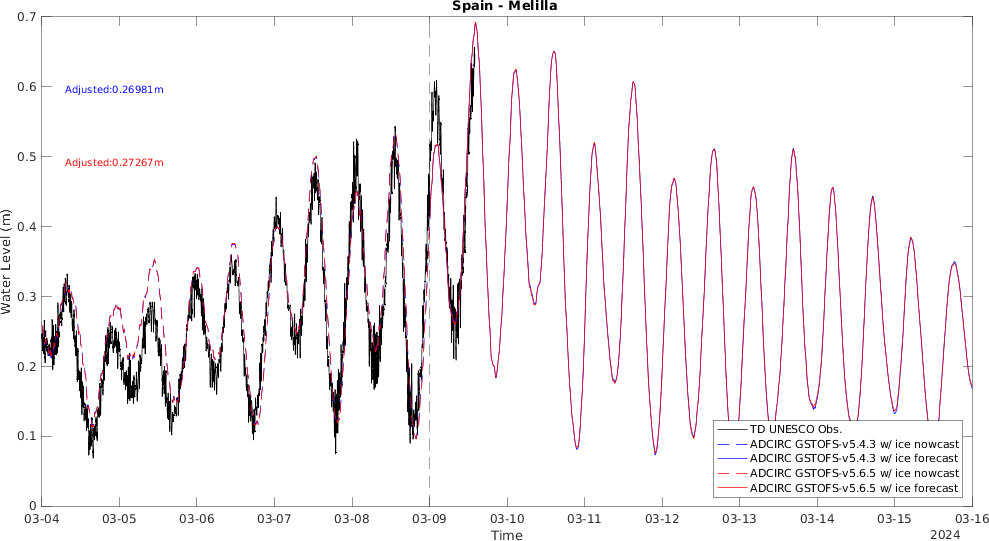 Spain - Melilla
0.7
0.6
0.5
0.4
0.3
0.2
0.1
0
Water Level (m)
Adjusted:0.26981m
Adjusted:0.27267m
TD UNESCO Obs.
ADCIRC GSTOFS-v5.4.3 w/ ice nowcast
ADCIRC GSTOFS-v5.4.3 w/ ice forecast
ADCIRC GSTOFS-v5.6.5 w/ ice nowcast
ADCIRC GSTOFS-v5.6.5 w/ ice forecast
03-04 03-05 03-06 03-07 03-08 03-09 03-10 03-11 03-12 03-13 03-14 03-15 03-16
Time 2024